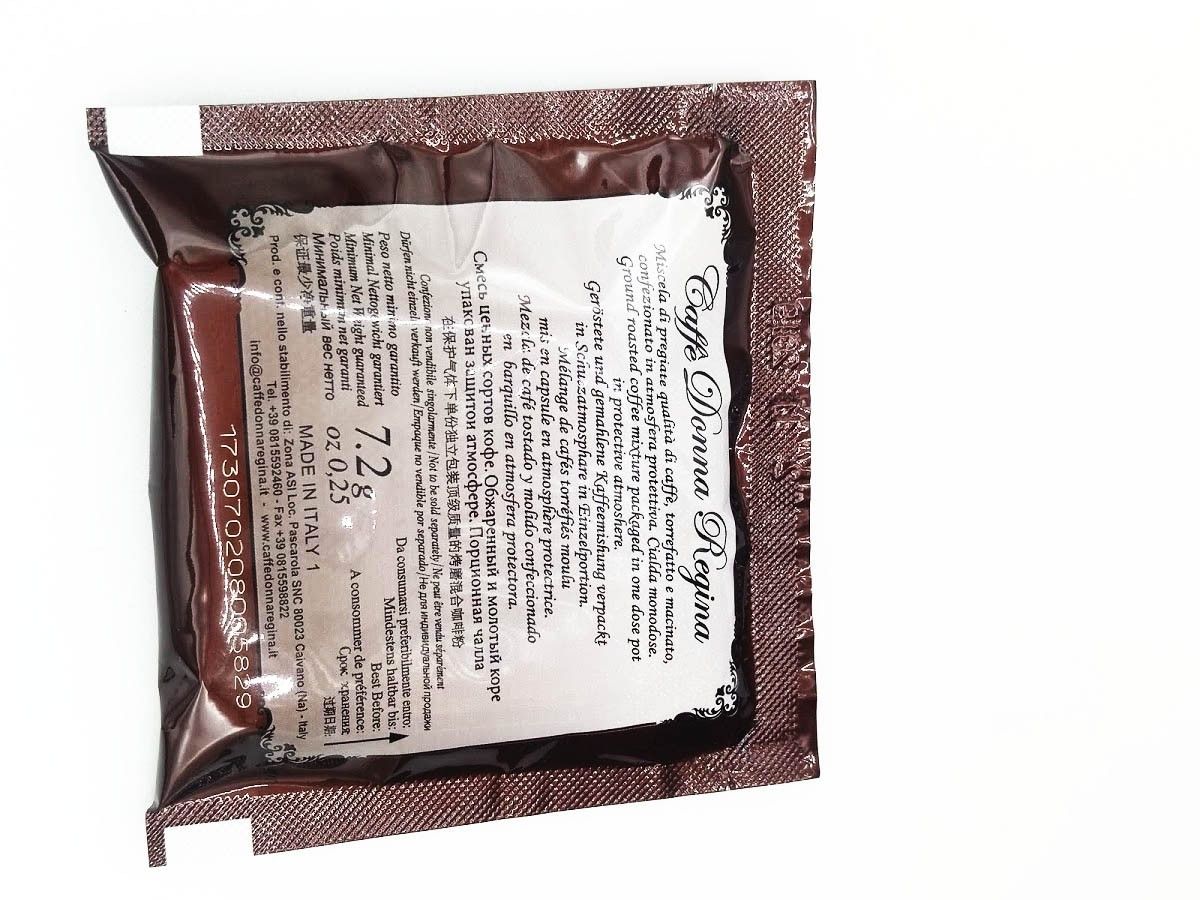 Caffè Donna Regina
Miscela di pregiate qualità di caffè, torrefatto e macinato,
confezionato in atmosfera protettiva. Cialda monodose.
Ground roasted coffee mixture packaged in one dose pot
in protective atmoshere.
Geröstete und gemahlene Kaffeemishung verpackt
in Schutzatmosphare in Einzelportion.
Mélange de cafés torréfiés moulu
mis en capsule en atmosphère protectrice.
Mezcla de café tostado y molido confeccionado
en barquillo en atmosfera protectora.
Смесь ценных сортов кофе. Обжаренный и молотый коре
упакован защитои атмосфере. Порционная чалла
在保护气体下单份独立包装顶级质量的烤磨混合咖啡粉
Confezione non vendibile singolarmente / Not to be sold separately / Ne peut être vendu séparément
Dürfen nicht einzeln verkauft werden / Empaque no vendible por separado / Не для индивидуальной продажи
Peso netto minimo garantito
Minimal Nettogewicht garantiert
Minimum Net Weight guaranteed
Poids minimum net garanti
Минимальный вес нетто
保证最少净重量
7.2g
oz 0,25
MADE IN ITALY 1
Da consumarsi preferibilmente entro:
Mindestens haltbar bis:
Best Before:
A consommer de préférence:
Срок хранения:
过期日期:
Prod. e conf. nello stabilimento di: Zona ASI Loc. Pascarola SNC 80023 Caivano (Na) - Italy
Tel. +39 0815592460 - Fax +39 0815598822
info@caffedonnaregina.it - www.caffedonnaregina.it